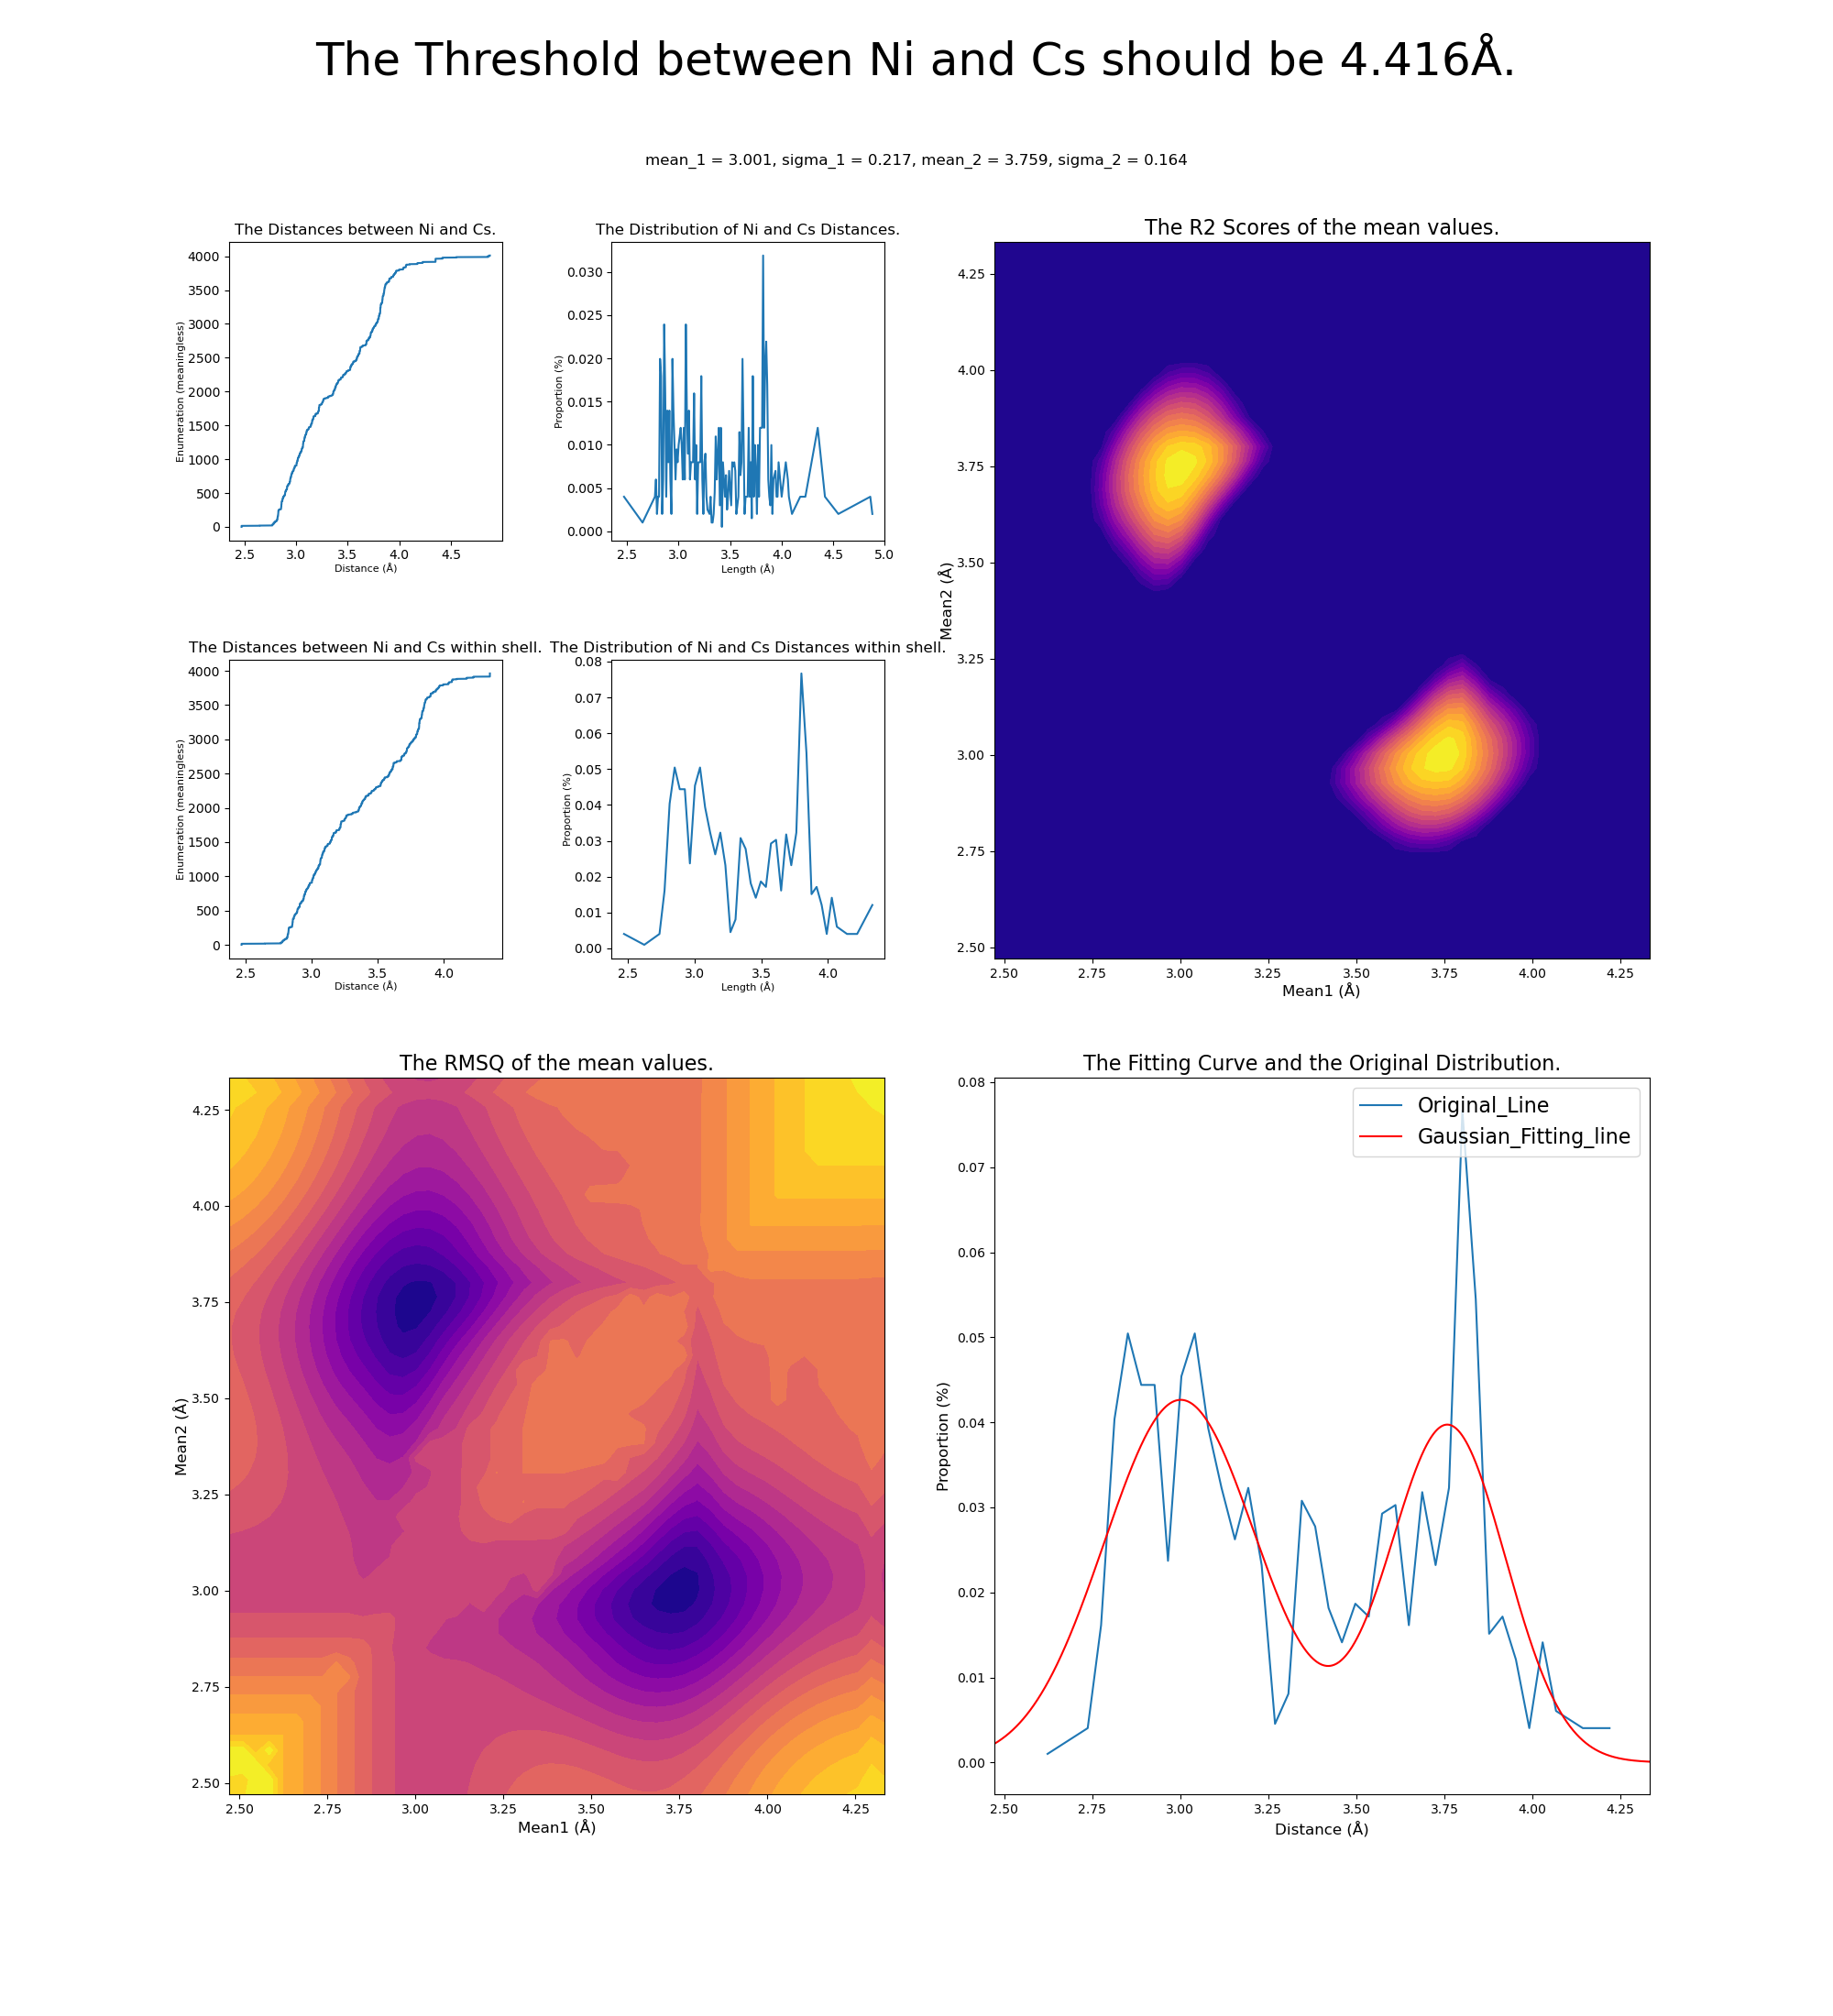 The Threshold between Ni and Cs should be 4.416Å.
mean_1 = 3.001, sigma_1 = 0.217, mean_2 = 3.759, sigma_2 = 0.164
The Distances between Ni and Cs.
4000
3500
3000
2500
2000
1500
1000
500
0
Enumeration (meaningless)
2.5 3.0 3.5 4.0 4.5
Distance (Å)
The Distribution of Ni and Cs Distances.
0.030
0.025
0.020
0.015
0.010
0.005
0.000
Proportion (%)
2.5 3.0 3.5 4.0 4.5 5.0
Length (Å)
The R2 Scores of the mean values.
4.25
4.00
3.75
3.50
3.25
3.00
2.75
2.50
Mean2 (Å)
2.50 2.75 3.00 3.25 3.50 3.75 4.00 4.25
Mean1 (Å)
The Distances between Ni and Cs within shell.
4000
3500
3000
2500
2000
1500
1000
500
0
Enumeration (meaningless)
2.5 3.0 3.5 4.0
Distance (Å)
The Distribution of Ni and Cs Distances within shell.
0.08
0.07
0.06
0.05
0.04
0.03
0.02
0.01
0.00
Proportion (%)
2.5 3.0 3.5 4.0
Length (Å)
The RMSQ of the mean values.
4.25
4.00
3.75
3.50
3.25
3.00
2.75
2.50
Mean2 (Å)
2.50 2.75 3.00 3.25 3.50 3.75 4.00 4.25
Mean1 (Å)
The Fitting Curve and the Original Distribution.
Original_Line
Gaussian_Fitting_line
0.08
0.07
0.06
0.05
0.04
0.03
0.02
0.01
0.00
Proportion (%)
2.50 2.75 3.00 3.25 3.50 3.75 4.00 4.25
Distance (Å)